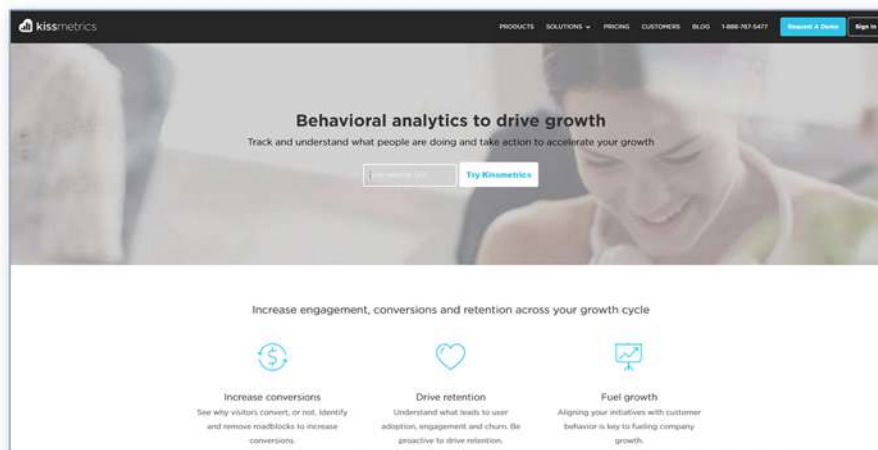 kissmetrics
PRODUCTS SOLUTIONS PRICING CUSTOMERS BLOG 1-888-767-5477 Request A Demo Sign In
Behavioral analytics to drive growth
Track and understand what people are doing and take action to accelerate your growth
Try Kissmetrics
Increase engagement, conversions and retention across your growth cycle
Increase conversions
See why visitors convert, or not. Identify
and remove roadblocks to increase
conversions.
Drive retention
Understand what leads to user
adoption, engagement and churn. Be
proactive to drive retention.
Fuel growth
Aligning your initiatives with customer
behavior is key to fueling company
growth.